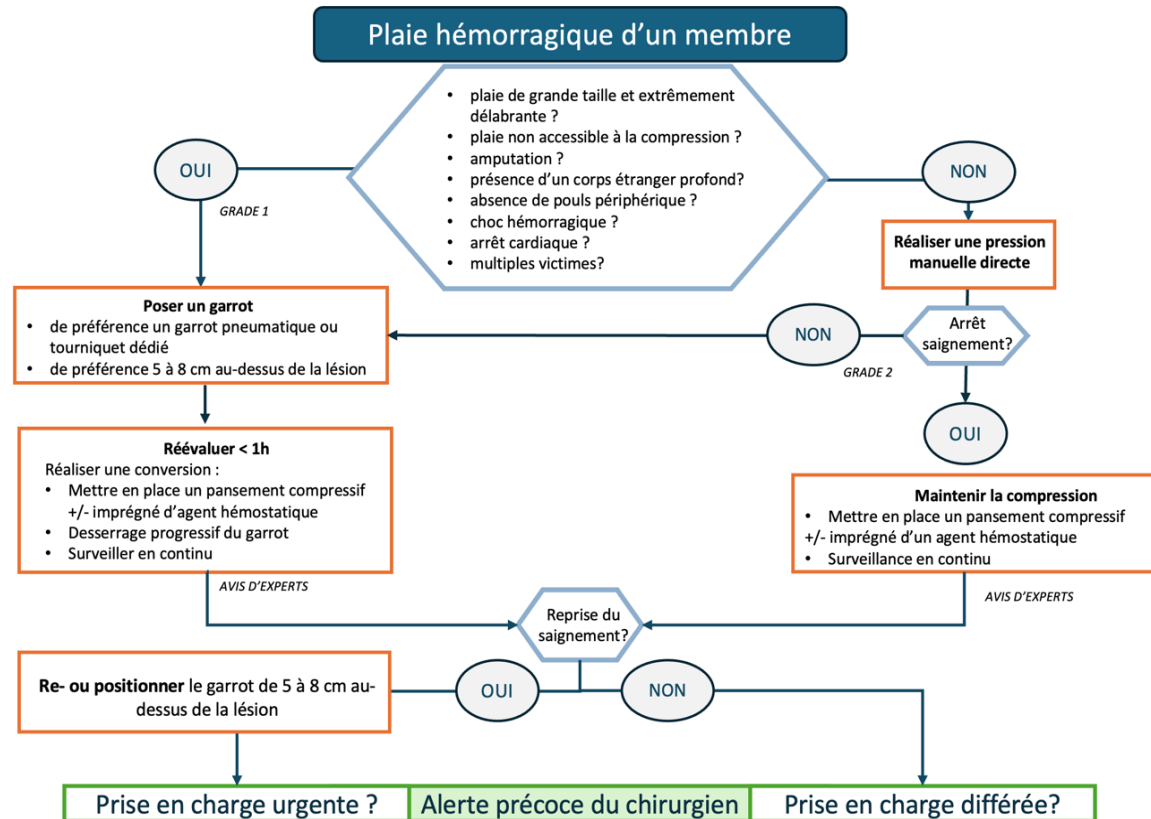 Plaie hémorragique d'un membre
• plaie de grande taille et extrêmement
délabrante ?
• plaie non accessible à la compression ?
• amputation ?
• présence d'un corps étranger profond?
• absence de pouls périphérique ?
• choc hémorragique ?
• arrêt cardiaque ?
• multiples victimes?
OUI
GRADE 1
NON
Réaliser une pression
manuelle directe
Poser un garrot
• de préférence un garrot pneumatique ou
tourniquet dédié
• de préférence 5 à 8 cm au-dessus de la lésion
Arrêt
saignement?
NON
GRADE 2
OUI
Réévaluer < 1h
Réaliser une conversion :
• Mettre en place un pansement compressif
+/- imprégné d'agent hémostatique
• Desserrage progressif du garrot
• Surveiller en continu
AVIS D'EXPERTS
Maintenir la compression
• Mettre en place un pansement compressif
+/- imprégné d'un agent hémostatique
• Surveillance en continu
AVIS D'EXPERTS
Reprise du
saignement?
Re- ou positionner le garrot de 5 à 8 cm au-
dessus de la lésion
OUI
NON
Prise en charge urgente ?
Alerte précoce du chirurgien
Prise en charge différée?